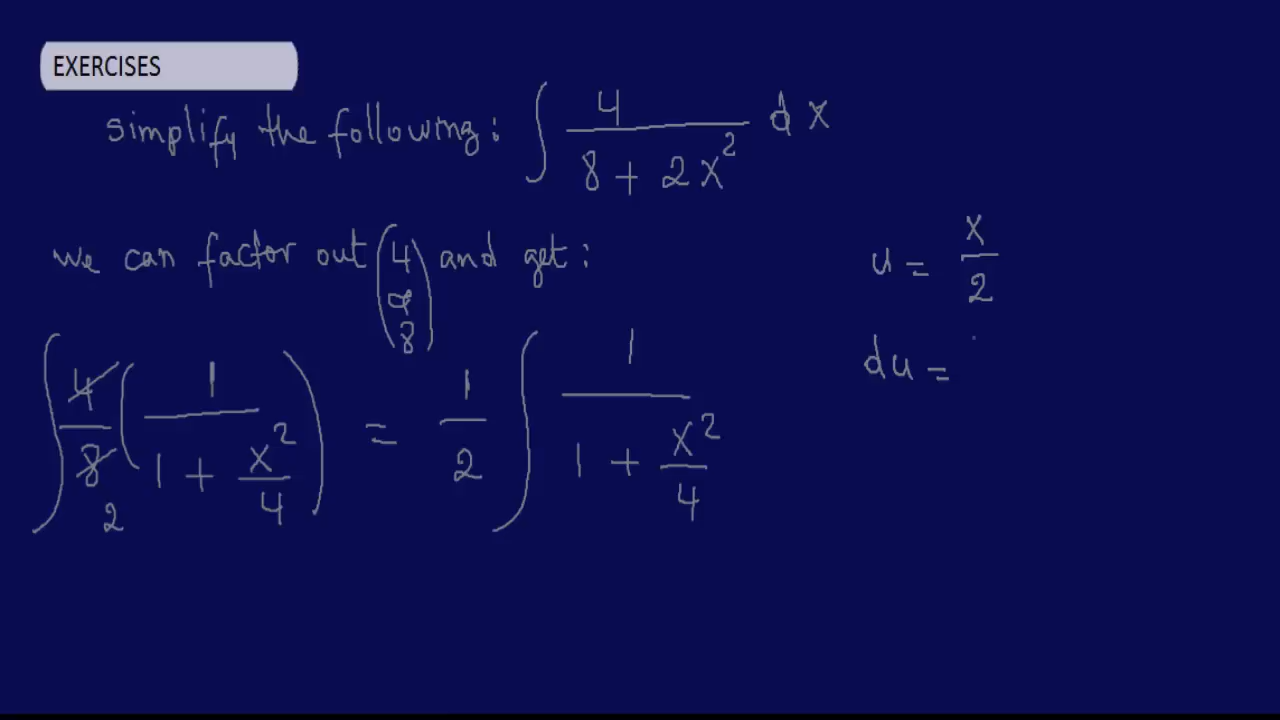 EXERCISES
simplify the following: ∫ 4/(8 + 2x²) dx
we can factor out (4 & 8) and get:
u = x/2
du =
∫ 4/8 2 (1/(1 + x²/4)) = 1/2 ∫ 1/(1 + x²/4)